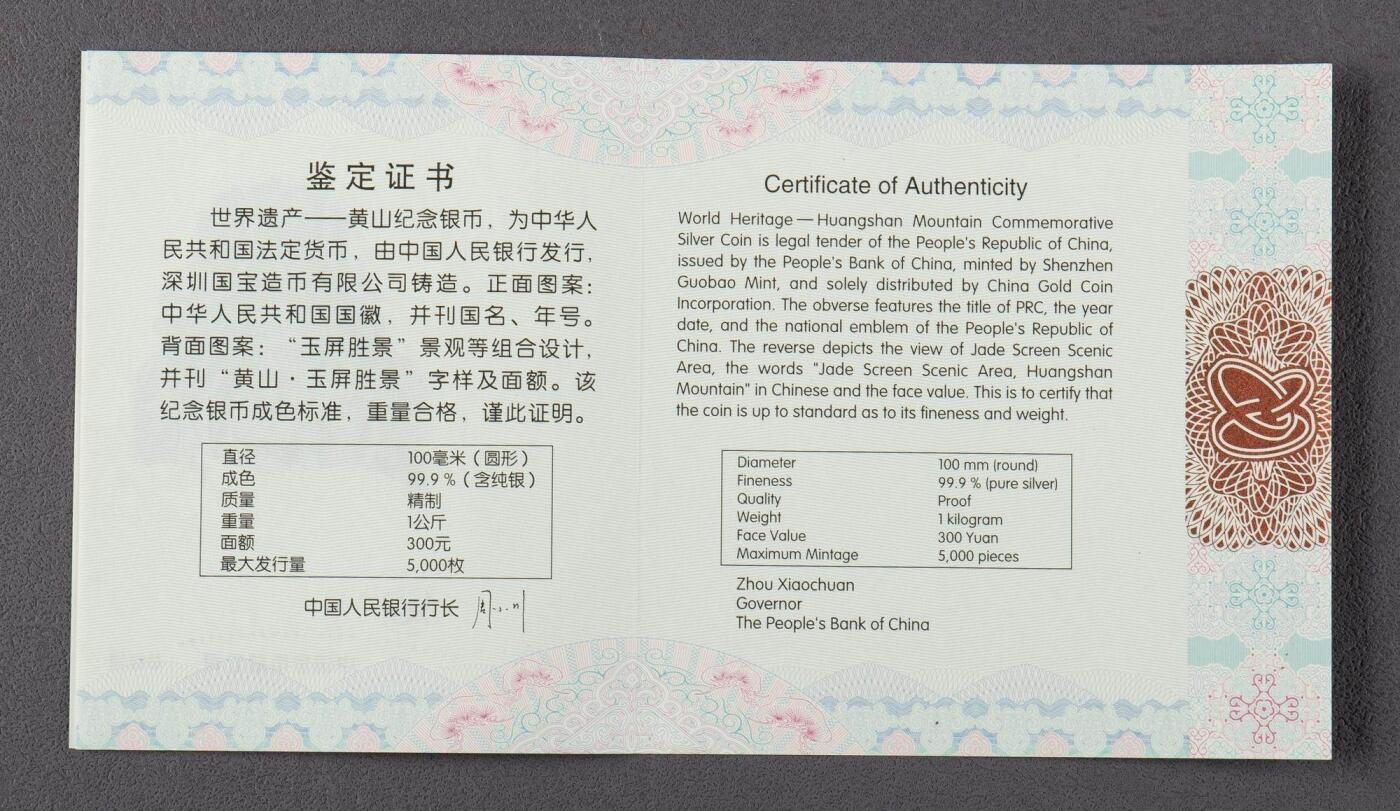 鉴定证书
世界遗产——黄山纪念银币，为中华人
民共和国法定货币，由中国人民银行发行，
深圳国宝造币有限公司铸造。正面图案：
中华人民共和国国徽，并刊国名、年号。
背面图案：“玉屏胜景”景观等组合设计，
并刊“黄山·玉屏胜景”字样及面额。该
纪念银币成色标准，重量合格，谨此证明。
直径 100毫米（圆形）
成色 99.9％（含纯银）
质量 精制
重量 1公斤
面额 300元
最大发行量 5,000枚
中国人民银行行长
Certificate of Authenticity
World Heritage — Huangshan Mountain Commemorative
Silver Coin is legal tender of the People's Republic of China,
issued by the People's Bank of China, minted by Shenzhen
Guobao Mint, and solely distributed by China Gold Coin
Incorporation. The obverse features the title of PRC, the year
date, and the national emblem of the People's Republic of
China. The reverse depicts the view of Jade Screen Scenic
Area, the words "Jade Screen Scenic Area, Huangshan
Mountain" in Chinese and the face value. This is to certify that
the coin is up to standard as to its fineness and weight.
Diameter 100 mm (round)
Fineness 99.9 % (pure silver)
Quality Proof
Weight 1 kilogram
Face Value 300 Yuan
Maximum Mintage 5,000 pieces
Zhou Xiaochuan
Governor
The People's Bank of China